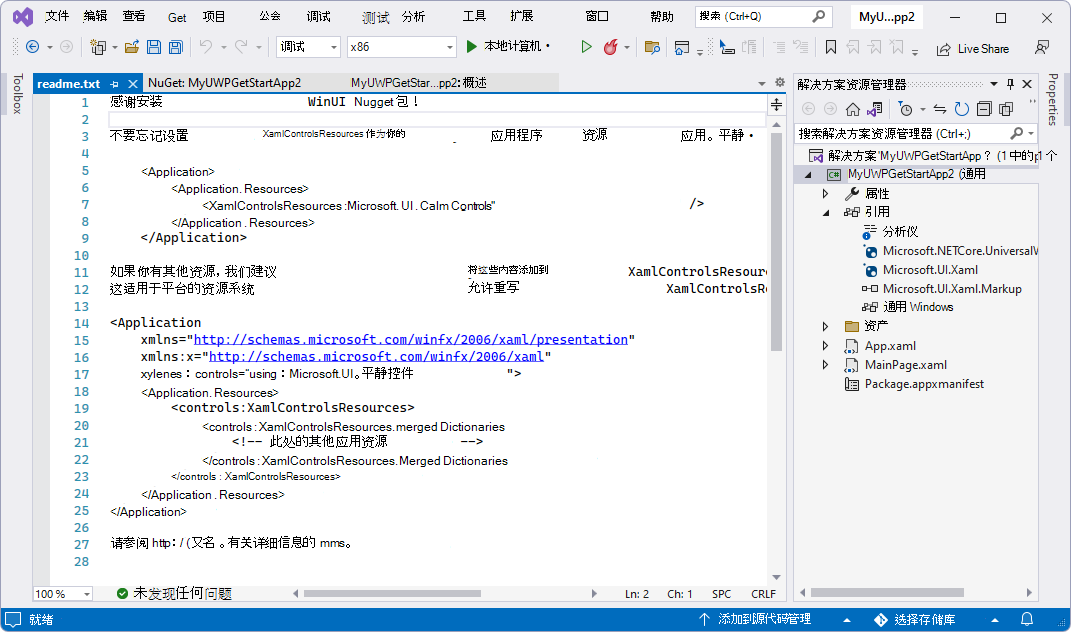 文件 编辑 查看 Get 项目 公会 调试 测试 分析 工具 扩展 窗口 帮助 搜索 (Ctrl+Q) MyU...pp2
调试 x86 本地计算机 Live Share
Toolbox
readme.txt NuGet: MyUWPGetStartApp2 MyUWPGetStar...pp2: 概述
1 感谢安装 WinUI Nugget 包！
2
3 不要忘记设置 XamlControlsResources 作为你的 应用程序 资源 应用。平静 •
4
5 <Application>
6 <Application. Resources>
7 <XamlControlsResources :Microsoft. UI . Calm Controls" />
8 </Application . Resources>
9 </Application>
10
11 如果你有其他资源, 我们建议 将这些内容添加到 XamlControlsResour
12 这适用于平台的资源系统 允许重写 XamlControlsR
13
14 <Application
15 xmlns="http://schemas.microsoft.com/winfx/2006/xaml/presentation"
16 xmlns:x="http://schemas.microsoft.com/winfx/2006/xaml"
17 xylenes：controls="using：Microsoft.UI。平静控件 ">
18 <Application. Resources>
19 <controls:XamlControlsResources>
20 <controls : XamlControlsResources.merged Dictionaries
21 <!-- 此处的其他应用资源 -->
22 </controls : XamlControlsResources. Merged Dictionaries
23 </controls : XamlControlsResources>
24 </Application . Resources>
25 </Application>
26
27 请参阅 http：/ (又名 。有关详细信息的 mms。
28
100 % 未发现任何问题 Ln: 2 Ch: 1 SPC CRLF
解决方案资源管理器
搜索解决方案资源管理器 (Ctrl+;)
解决方案'MyUWPGetStartApp？ (1 中的p1 个
MyUWPGetStartApp2 (通用
属性
引用
分析仪
Microsoft.NETCore.UniversalW
Microsoft.UI.Xaml
Microsoft.UI.Xaml.Markup
通用 Windows
资产
App.xaml
MainPage.xaml
Package.appxmanifest
Properties
就绪 添加到源代码管理 选择存储库